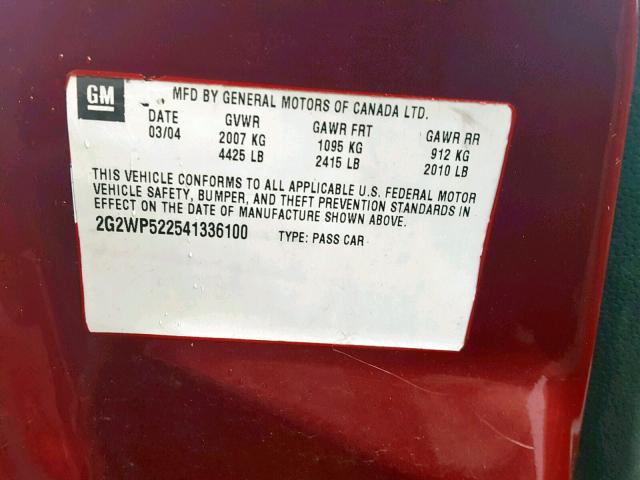 GM
MFD BY GENERAL MOTORS OF CANADA LTD.
DATE GVWR GAWR FRT GAWR RR
03/04 2007 KG 1095 KG 912 KG
4425 LB 2415 LB 2010 LB
THIS VEHICLE CONFORMS TO ALL APPLICABLE U.S. FEDERAL MOTOR
VEHICLE SAFETY, BUMPER, AND THEFT PREVENTION STANDARDS IN
EFFECT ON THE DATE OF MANUFACTURE SHOWN ABOVE.
2G2WP522541336100 TYPE: PASS CAR